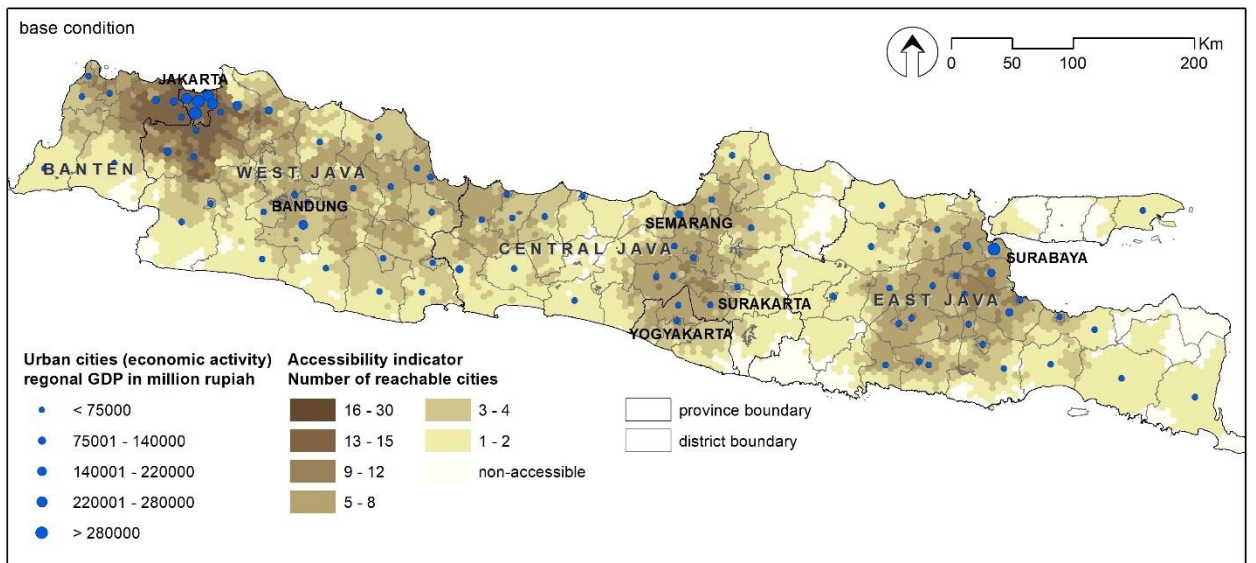 base condition
Km
0 50 100 200
JAKARTA
BANTEN
WEST JAVA
BANDUNG
SEMARANG
CENTRAL JAVA
SURABAYA
EAST JAVA
SURAKARTA
YOGYAKARTA
Urban cities (economic activity)
regional GDP in million rupiah
< 75000
75001 - 140000
140001 - 220000
220001 - 280000
> 280000
Accessibility indicator
Number of reachable cities
16 - 30
13 - 15
9 - 12
5 - 8
3 - 4
1 - 2
non-accessible
province boundary
district boundary